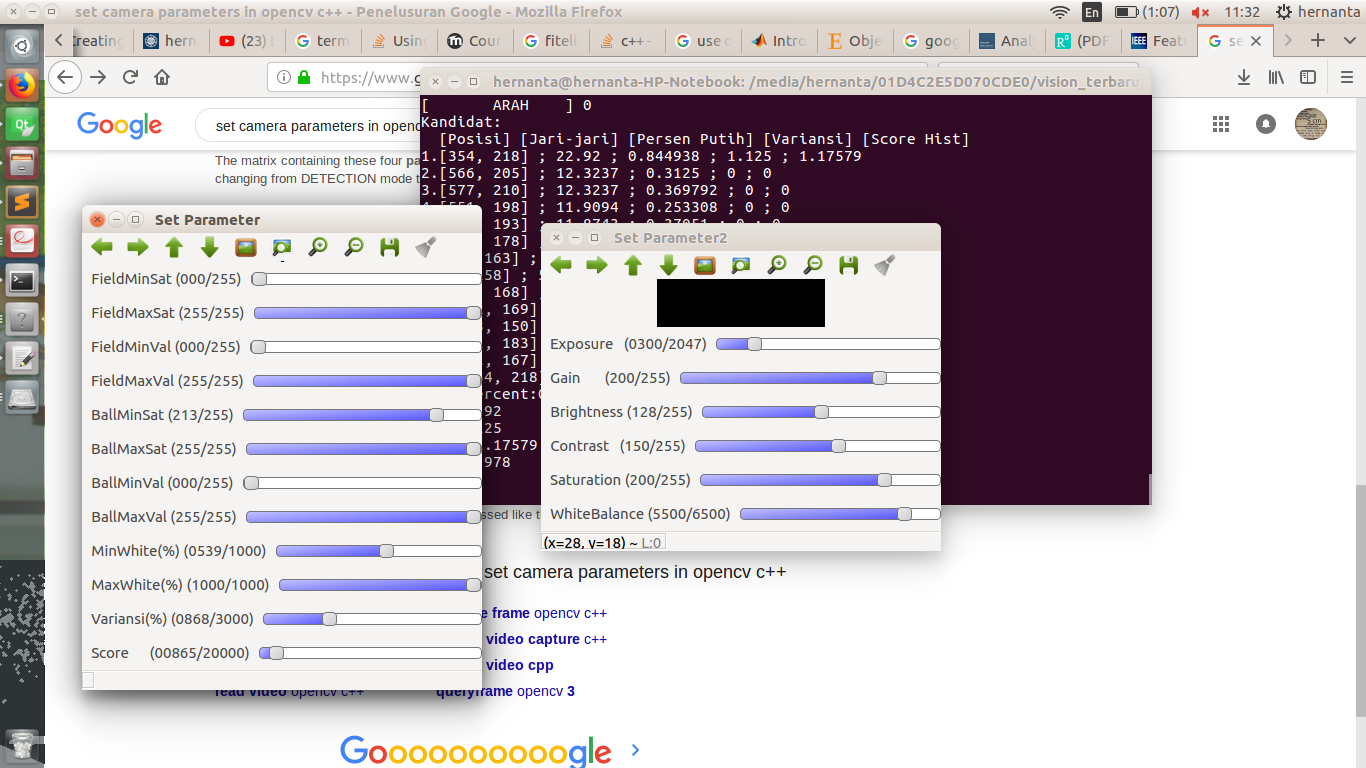 set camera parameters in opencv c++ - Penelusuran Google - Mozilla Firefox
En (1:07) 11:32 hernanta
Creating
hern
(23)
term
Using
Cour
fitell
c++ -
use
Intro
Obje
goog
Anal
(PDF
IEEE Featu
se
https://www.g
hernanta@hernanta-HP-Notebook: /media/hernanta/01D4C2E5D070CDE0/vision_terbaru/
Google
set camera parameters in openc
The matrix containing these four pa
changing from DETECTION mode t
[ ARAH ] 0
Kandidat:
[Posisi] [Jari-jari] [Persen Putih] [Variansi] [Score Hist]
1.[354, 218] ; 22.92 ; 0.844938 ; 1.125 ; 1.17579
2.[566, 205] ; 12.3237 ; 0.3125 ; 0 ; 0
3.[577, 210] ; 12.3237 ; 0.369792 ; 0 ; 0
198] ; 11.9094 ; 0.253308 ; 0 ; 0
193] ;
178]
163] ;
58] ;
168]
169]
150]
183]
167]
4, 218]
ercent:
92
25
.17579
978
Set Parameter
FieldMinSat (000/255)
FieldMaxSat (255/255)
FieldMinVal (000/255)
FieldMaxVal (255/255)
BallMinSat (213/255)
BallMaxSat (255/255)
BallMinVal (000/255)
BallMaxVal (255/255)
MinWhite(%) (0539/1000)
MaxWhite(%) (1000/1000)
Variansi(%) (0868/3000)
Score (00865/20000)
Set Parameter2
Exposure (0300/2047)
Gain (200/255)
Brightness (128/255)
Contrast (150/255)
Saturation (200/255)
WhiteBalance (5500/6500)
(x=28, y=18) ~ L:0
ssed like t
set camera parameters in opencv c++
e frame opencv c++
video capture c++
video cpp
read video opencv c++
queryframe opencv 3
Goooooooooogle